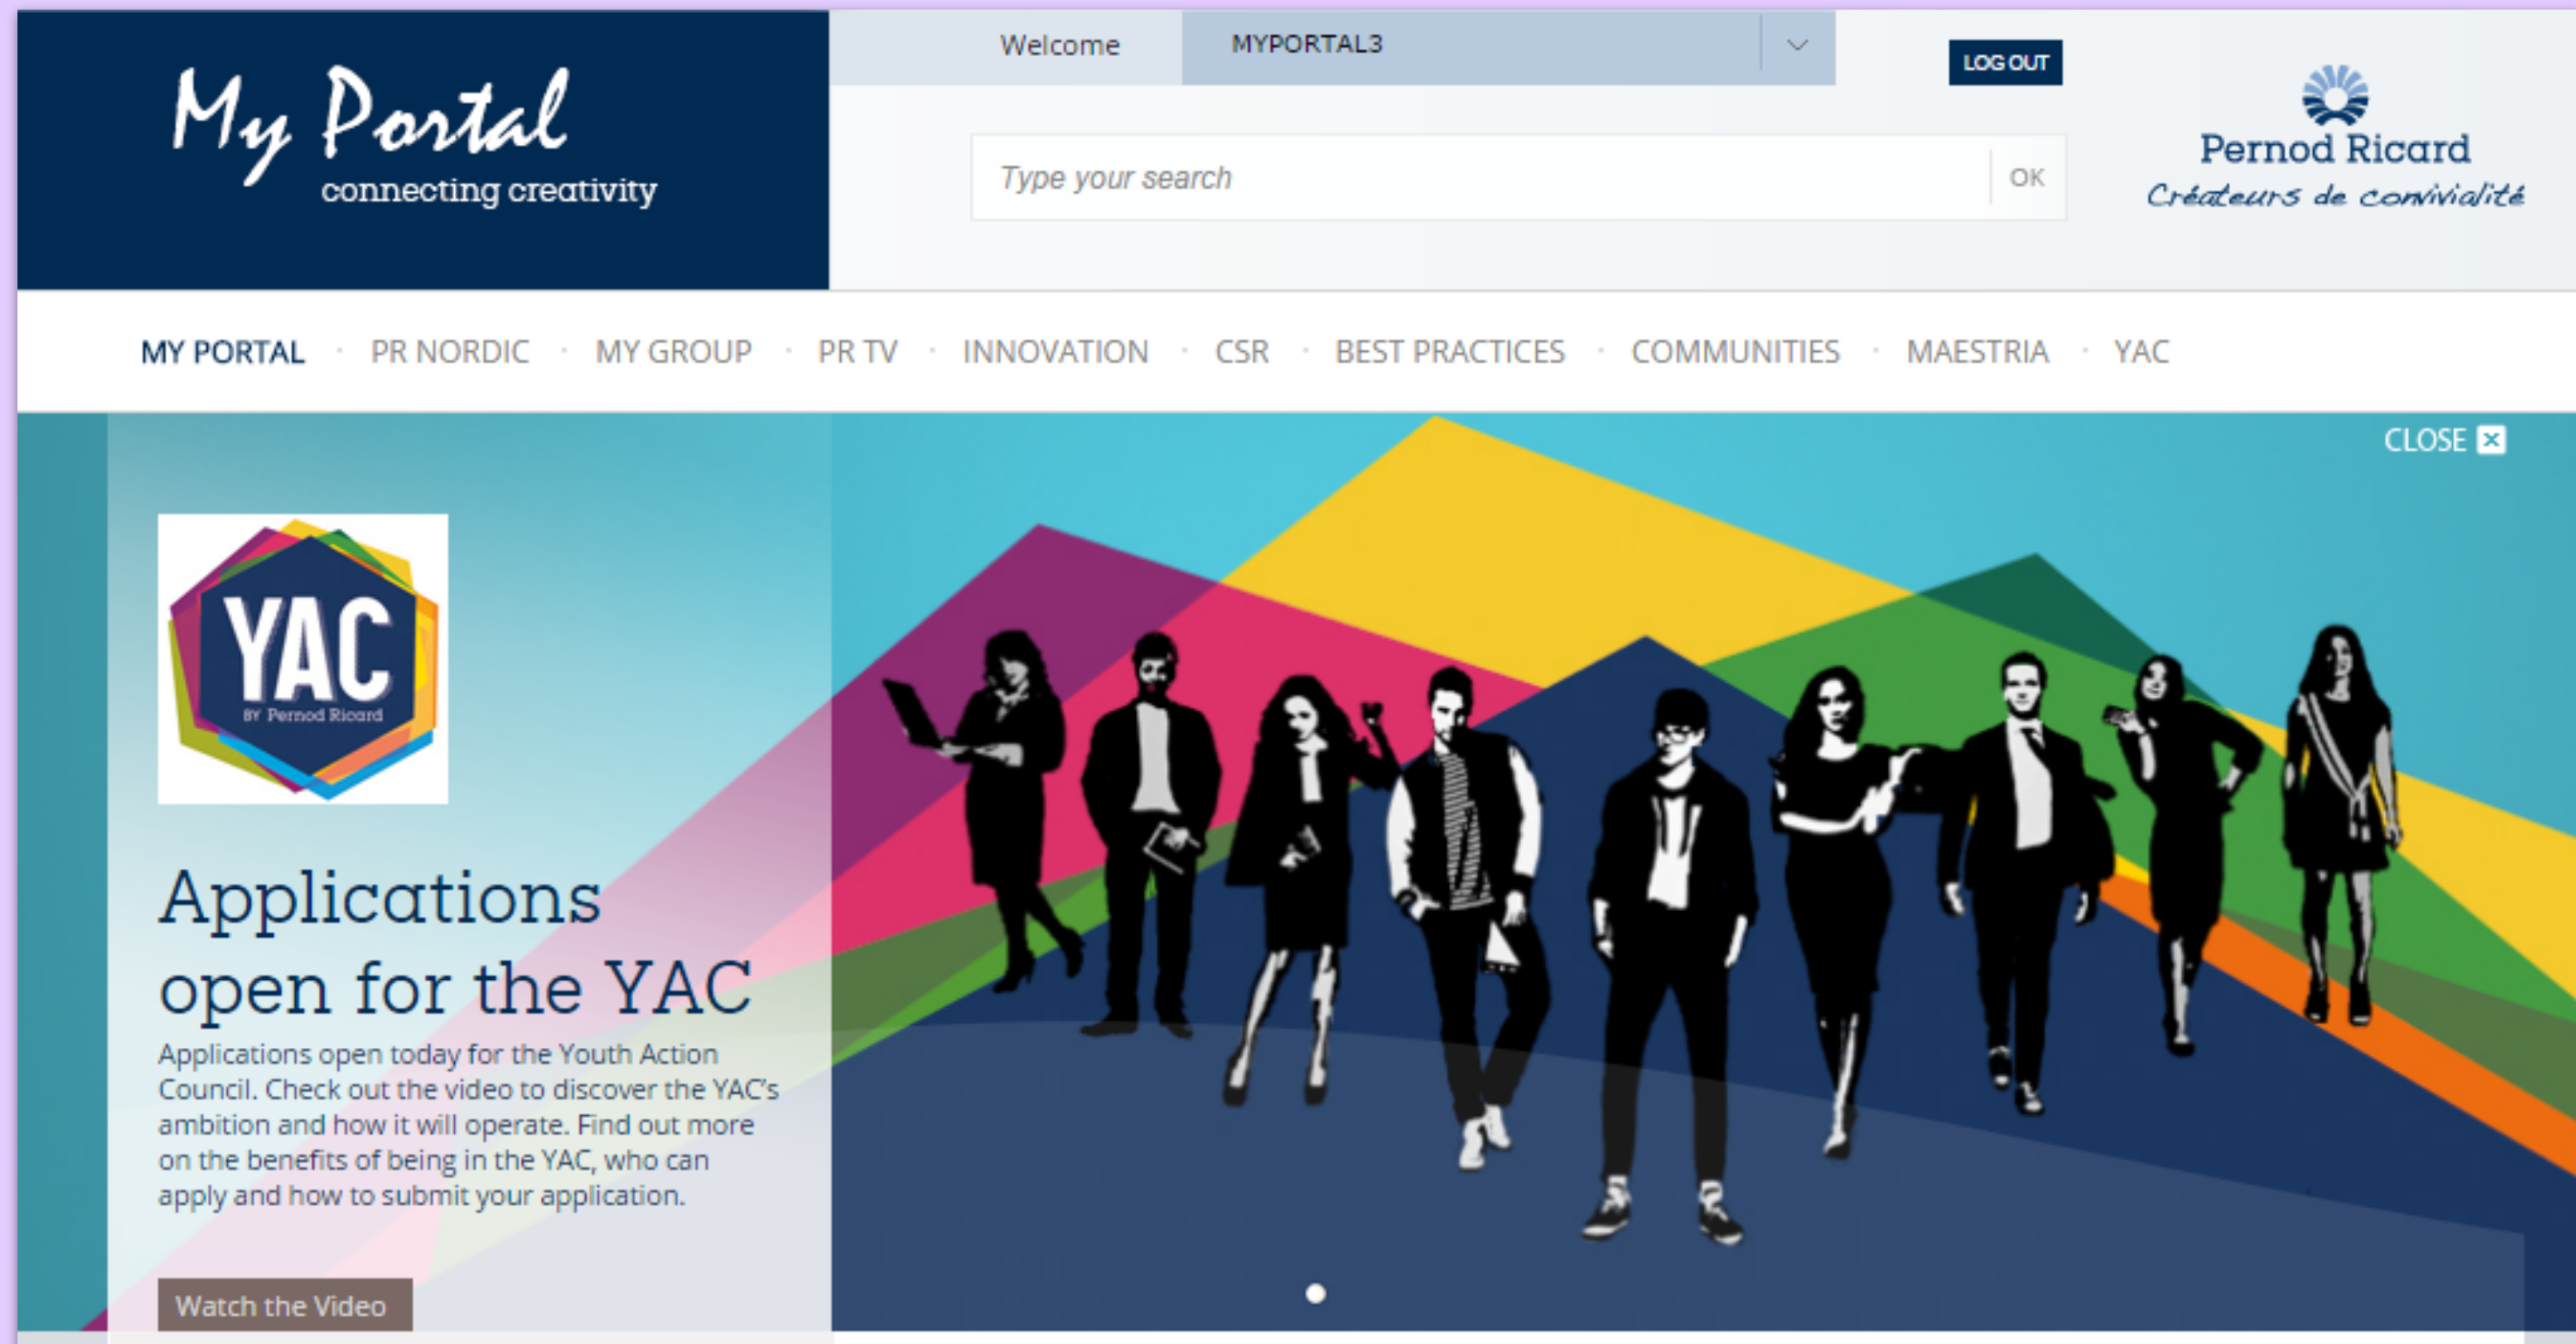 My Portal
connecting creativity
Welcome
MYPORTAL3
LOG OUT
Type your search
OK
Pernod Ricard
Créateurs de convivialité
MY PORTAL · PR NORDIC · MY GROUP · PR TV · INNOVATION · CSR · BEST PRACTICES · COMMUNITIES · MAESTRIA · YAC
CLOSE
YAC
BY Pernod Ricard
Applications
open for the YAC
Applications open today for the Youth Action
Council. Check out the video to discover the YAC’s
ambition and how it will operate. Find out more
on the benefits of being in the YAC, who can
apply and how to submit your application.
Watch the Video